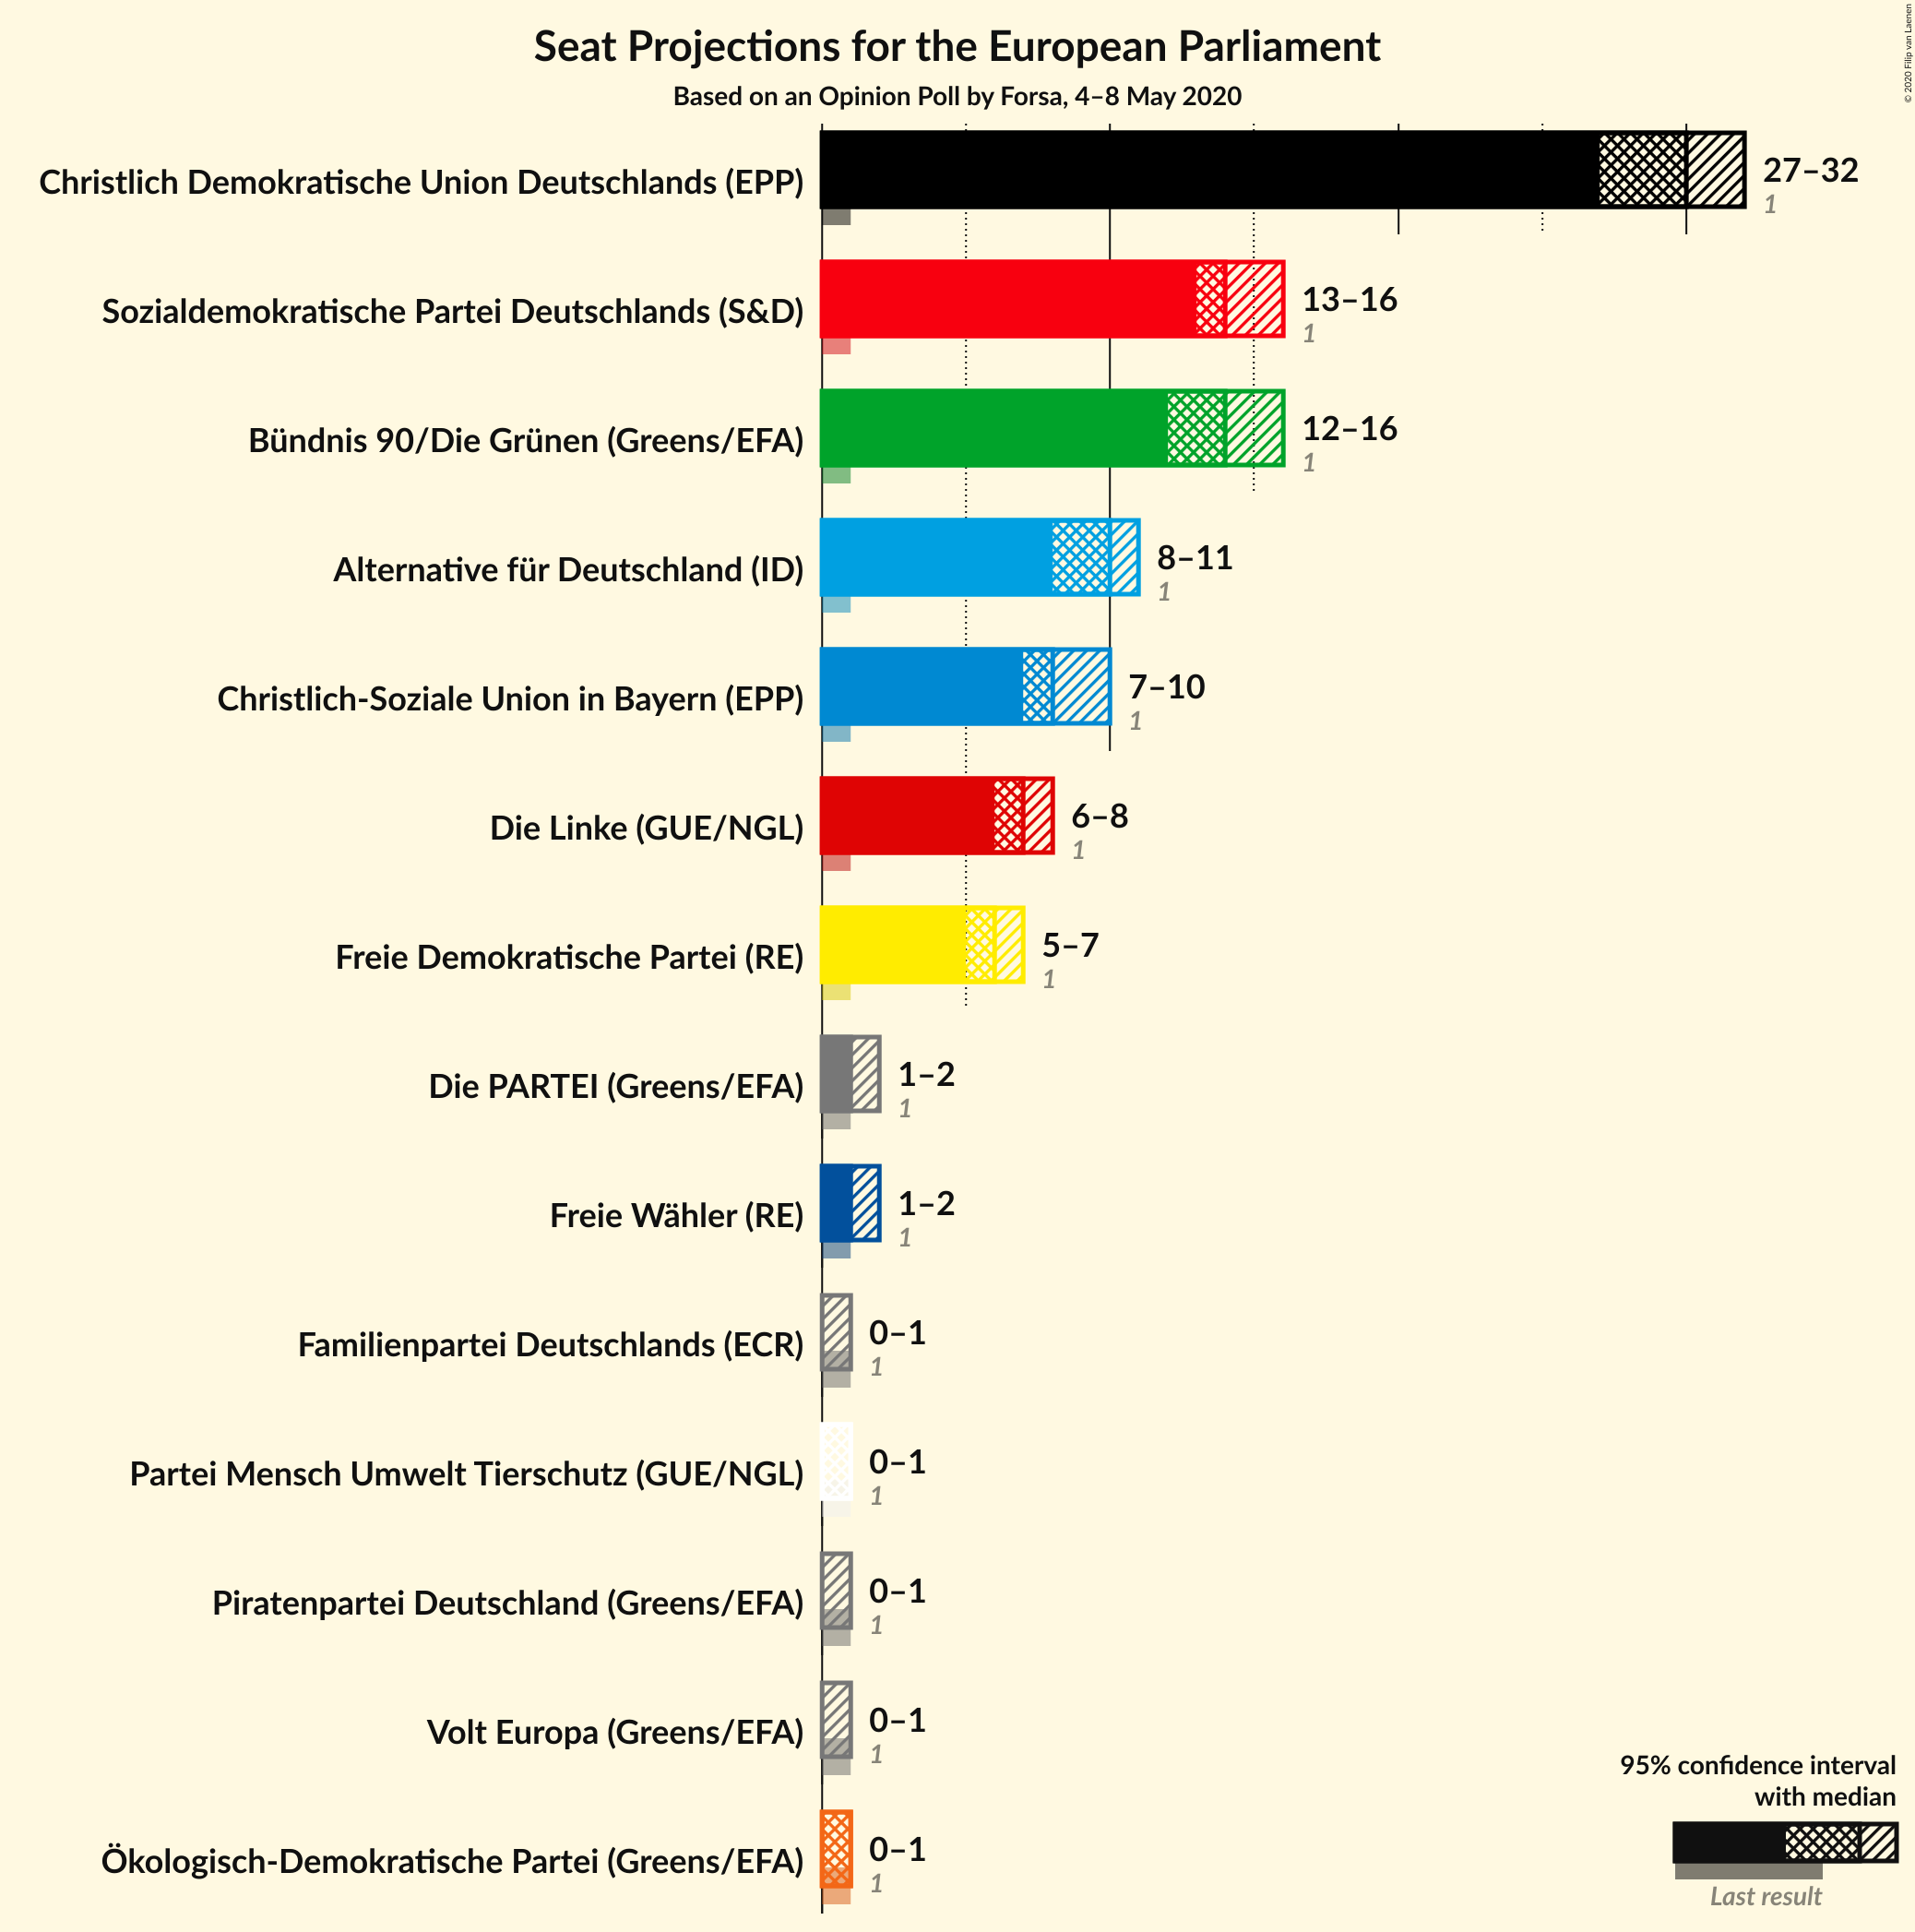 Seat Projections for the European Parliament
Based on an Opinion Poll by Forsa, 4–8 May 2020
© 2020 Filip van Laenen
Christlich Demokratische Union Deutschlands (EPP)
27–32
1
Sozialdemokratische Partei Deutschlands (S&D)
13–16
1
Bündnis 90/Die Grünen (Greens/EFA)
12–16
1
Alternative für Deutschland (ID)
8–11
1
Christlich-Soziale Union in Bayern (EPP)
7–10
1
Die Linke (GUE/NGL)
6–8
1
Freie Demokratische Partei (RE)
5–7
1
Die PARTEI (Greens/EFA)
1–2
1
Freie Wähler (RE)
1–2
1
Familienpartei Deutschlands (ECR)
0–1
1
Partei Mensch Umwelt Tierschutz (GUE/NGL)
0–1
1
Piratenpartei Deutschland (Greens/EFA)
0–1
1
Volt Europa (Greens/EFA)
0–1
1
Ökologisch-Demokratische Partei (Greens/EFA)
0–1
1
95% confidence interval
with median
Last result